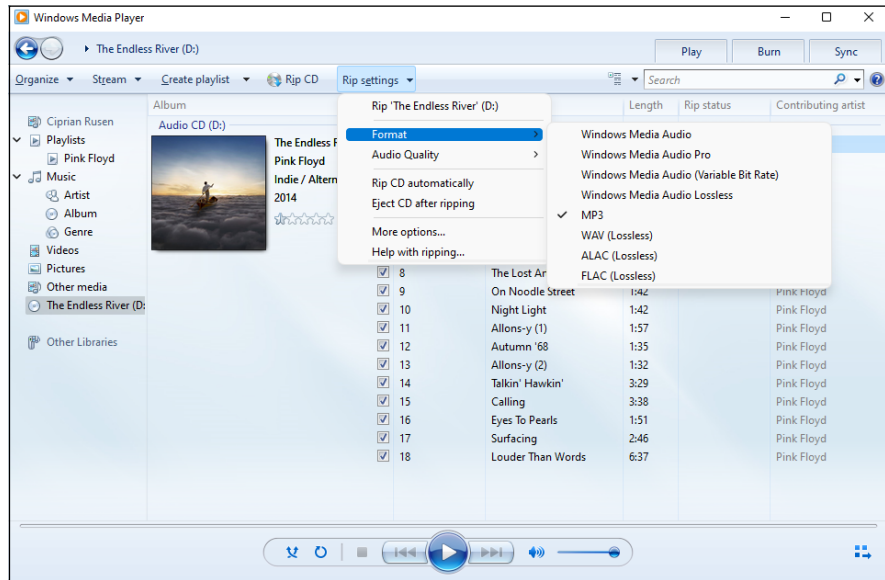 Windows Media Player
The Endless River (D:)
Play Burn Sync
Organize Stream Create playlist Rip CD Rip settings Search
Album Length Rip status Contributing artist
Ciprian Rusen
Playlists
Pink Floyd
Music
Artist
Album
Genre
Videos
Pictures
Other media
The Endless River (D:
Other Libraries
Audio CD (D:)
The Endless R
Pink Floyd
Indie / Altern
2014
Rip 'The Endless River' (D:)
Format
Audio Quality
Rip CD automatically
Eject CD after ripping
More options...
Help with ripping...
Windows Media Audio
Windows Media Audio Pro
Windows Media Audio (Variable Bit Rate)
Windows Media Audio Lossless
MP3
WAV (Lossless)
ALAC (Lossless)
FLAC (Lossless)
8 The Lost Ar
9 On Noodle Street 1:42 Pink Floyd
10 Night Light 1:42 Pink Floyd
11 Allons-y (1) 1:57 Pink Floyd
12 Autumn '68 1:35 Pink Floyd
13 Allons-y (2) 1:32 Pink Floyd
14 Talkin' Hawkin' 3:29 Pink Floyd
15 Calling 3:38 Pink Floyd
16 Eyes To Pearls 1:51 Pink Floyd
17 Surfacing 2:46 Pink Floyd
18 Louder Than Words 6:37 Pink Floyd